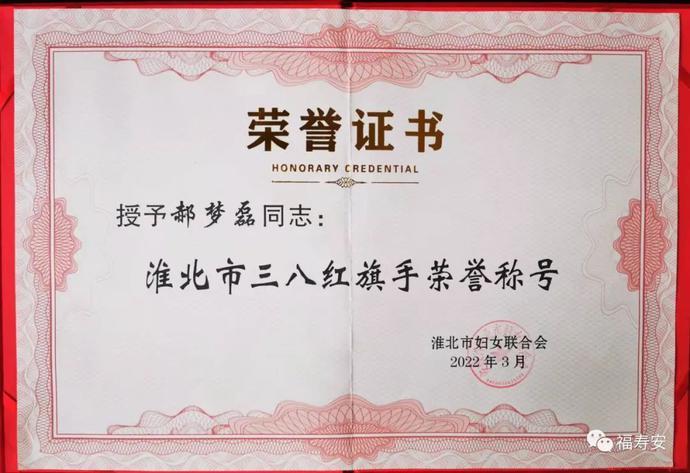 荣誉证书
HONORARY CREDENTIAL
授予郝梦磊同志：
淮北市三八红旗手荣誉称号
淮北市妇女联合会
2022年3月
福寿安